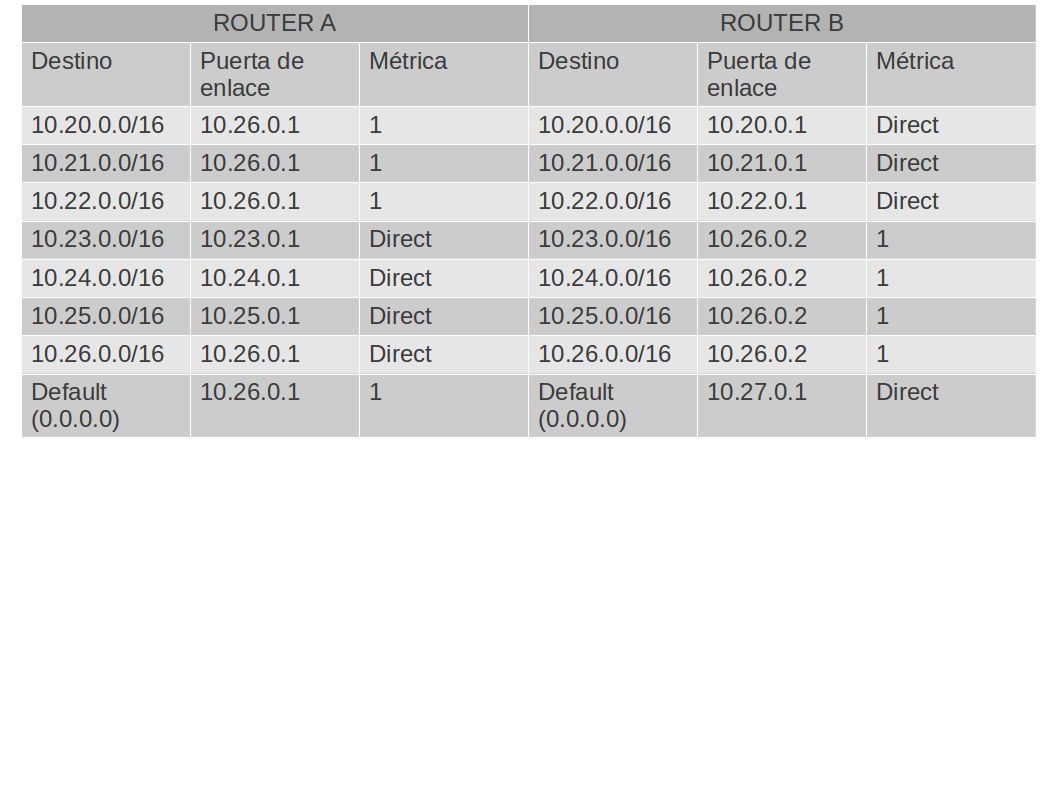 ROUTER A ROUTER B
Destino Puerta de Métrica Destino Puerta de Métrica
enlace enlace
10.20.0.0/16 10.26.0.1 1 10.20.0.0/16 10.20.0.1 Direct
10.21.0.0/16 10.26.0.1 1 10.21.0.0/16 10.21.0.1 Direct
10.22.0.0/16 10.26.0.1 1 10.22.0.0/16 10.22.0.1 Direct
10.23.0.0/16 10.23.0.1 Direct 10.23.0.0/16 10.26.0.2 1
10.24.0.0/16 10.24.0.1 Direct 10.24.0.0/16 10.26.0.2 1
10.25.0.0/16 10.25.0.1 Direct 10.25.0.0/16 10.26.0.2 1
10.26.0.0/16 10.26.0.1 Direct 10.26.0.0/16 10.26.0.2 1
Default 10.26.0.1 1 Default 10.27.0.1 Direct
(0.0.0.0) (0.0.0.0)